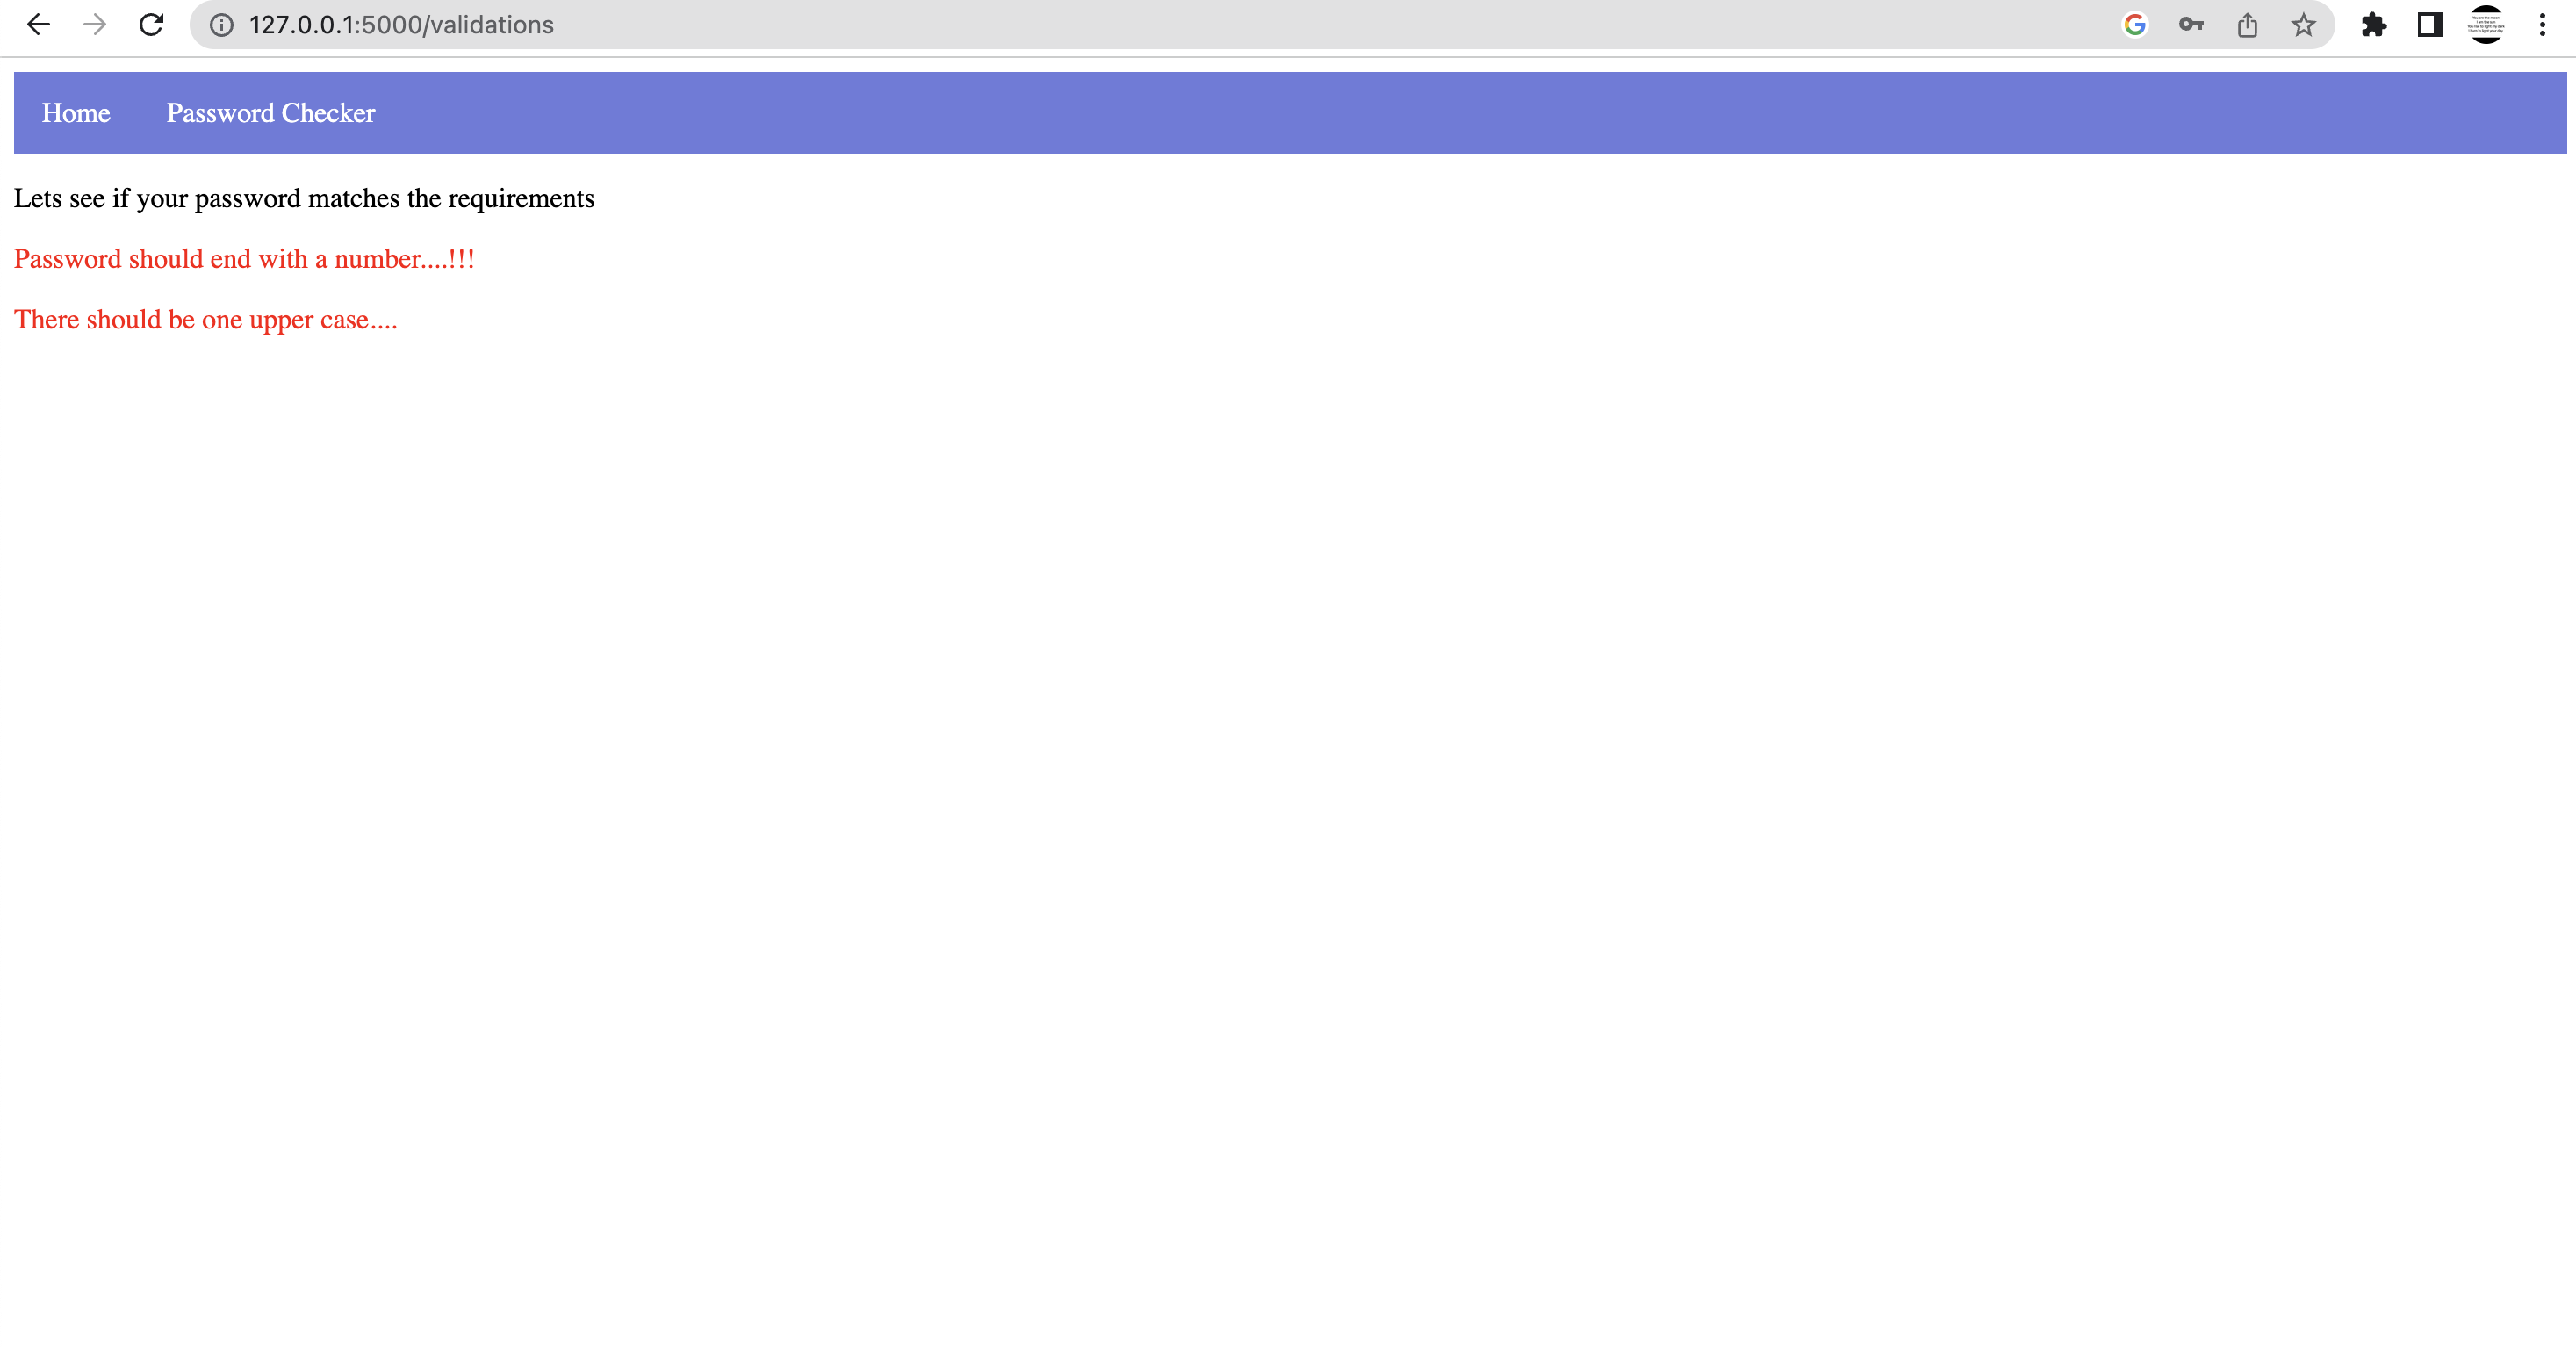 127.0.0.1:5000/validations
Home Password Checker
Lets see if your password matches the requirements
Password should end with a number....!!!
There should be one upper case....